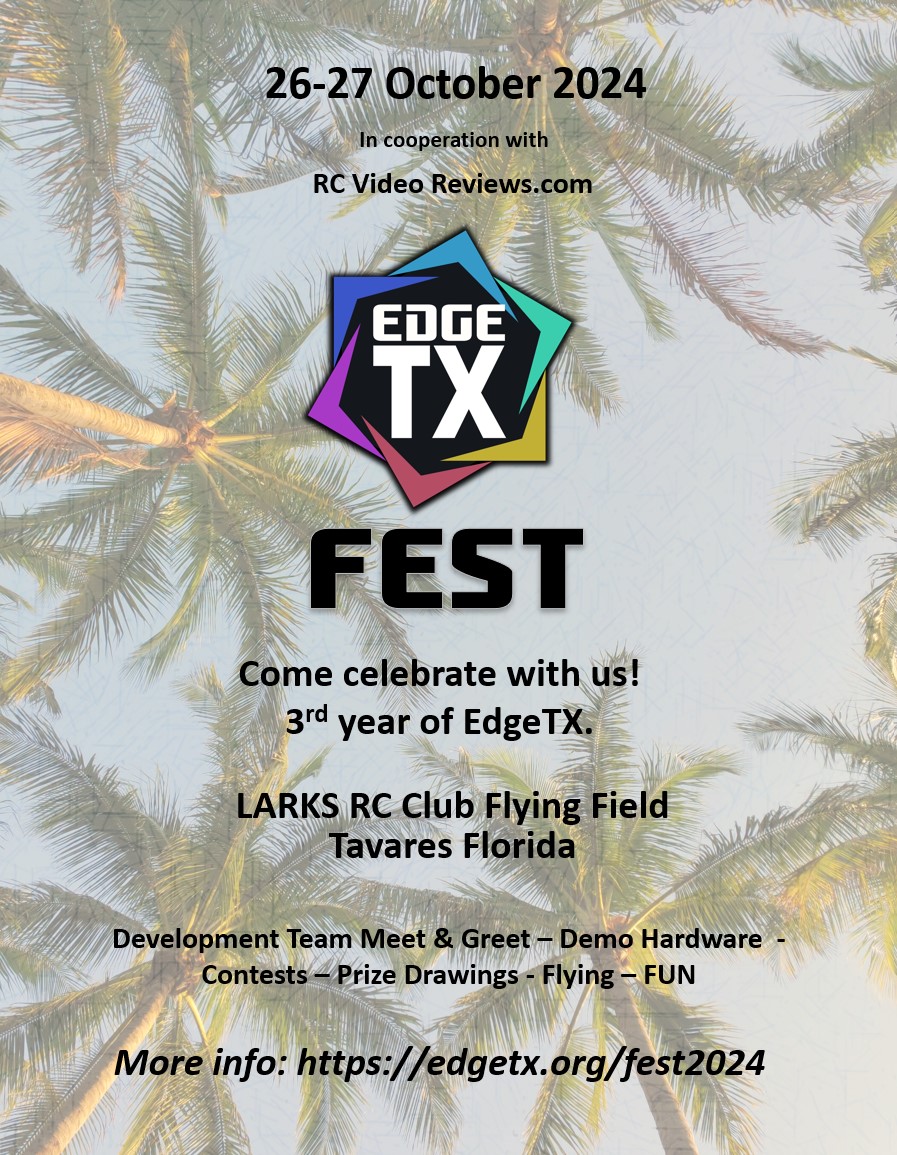 26-27 October 2024
In cooperation with
RC Video Reviews.com
EDGE
TX
FEST
Come celebrate with us!
3rd year of EdgeTX.
LARKS RC Club Flying Field
Tavares Florida
Development Team Meet & Greet – Demo Hardware -
Contests – Prize Drawings - Flying – FUN
More info: https://edgetx.org/fest2024